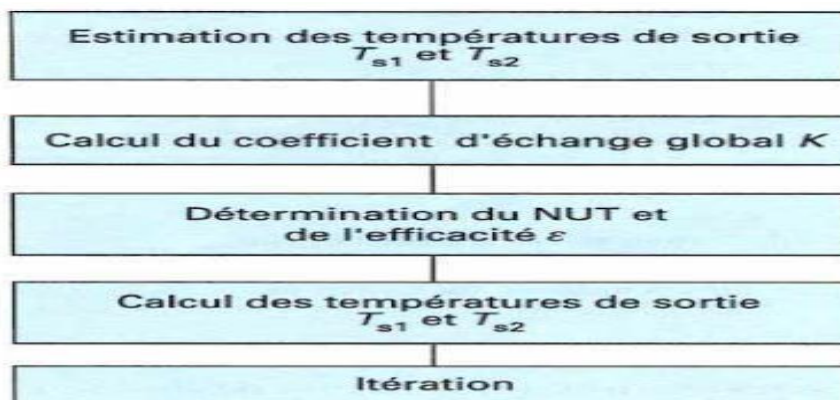 Estimation des températures de sortie
Ts1 et Ts2
Calcul du coefficient d'échange global K
Détermination du NUT et
de l'efficacité ε
Calcul des températures de sortie
Ts1 et Ts2
Itération